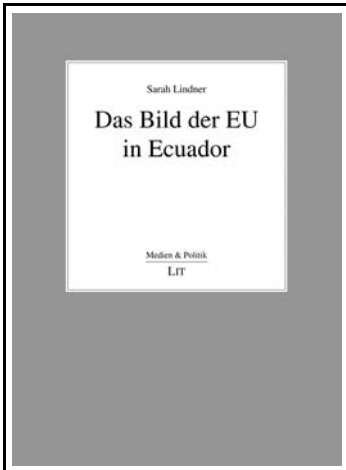 Sarah Lindner
Das Bild der EU
in Ecuador
Medien & Politik
LIT